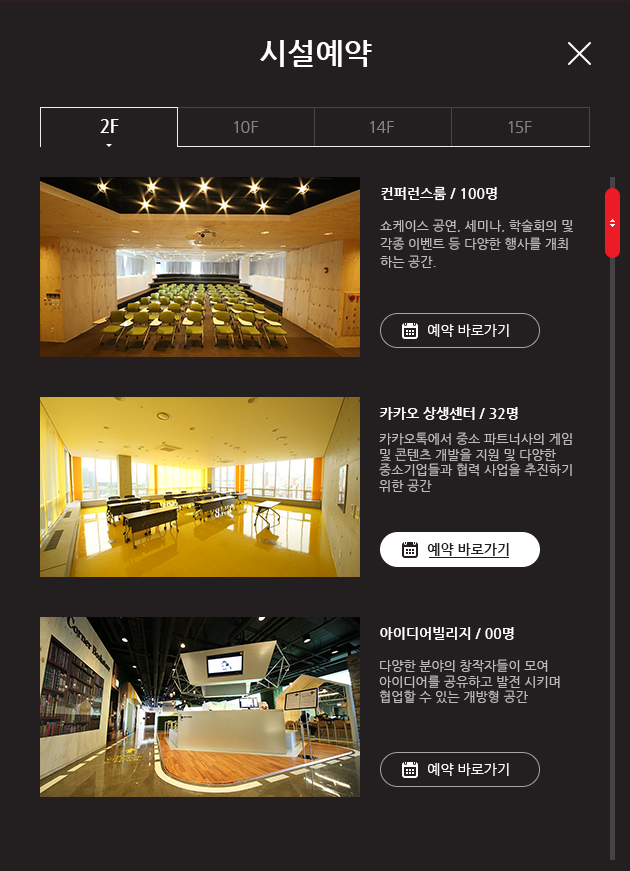 시설예약
2F
10F
14F
15F
컨퍼런스룸 / 100명
쇼케이스 공연, 세미나, 학술회의 및
각종 이벤트 등 다양한 행사를 개최
하는 공간.
예약 바로가기
카카오 상생센터 / 32명
카카오톡에서 중소 파트너사의 게임
및 콘텐츠 개발을 지원 및 다양한
중소기업들과 협력 사업을 추진하기
위한 공간
예약 바로가기
Corner Bookstore
아이디어빌리지 / 00명
다양한 분야의 창작자들이 모여
아이디어를 공유하고 발전 시키며
협업할 수 있는 개방형 공간
예약 바로가기